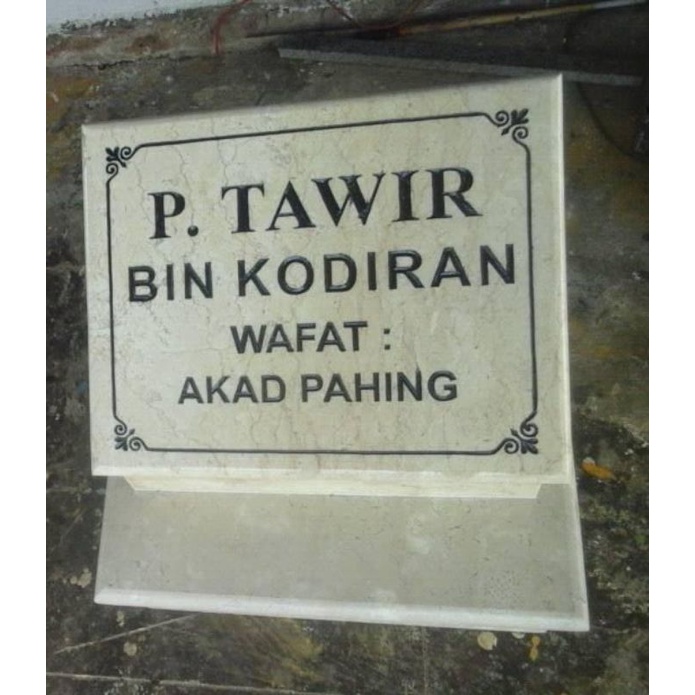 P. TAWIR
BIN KODIRAN
WAFAT :
AKAD PAHING